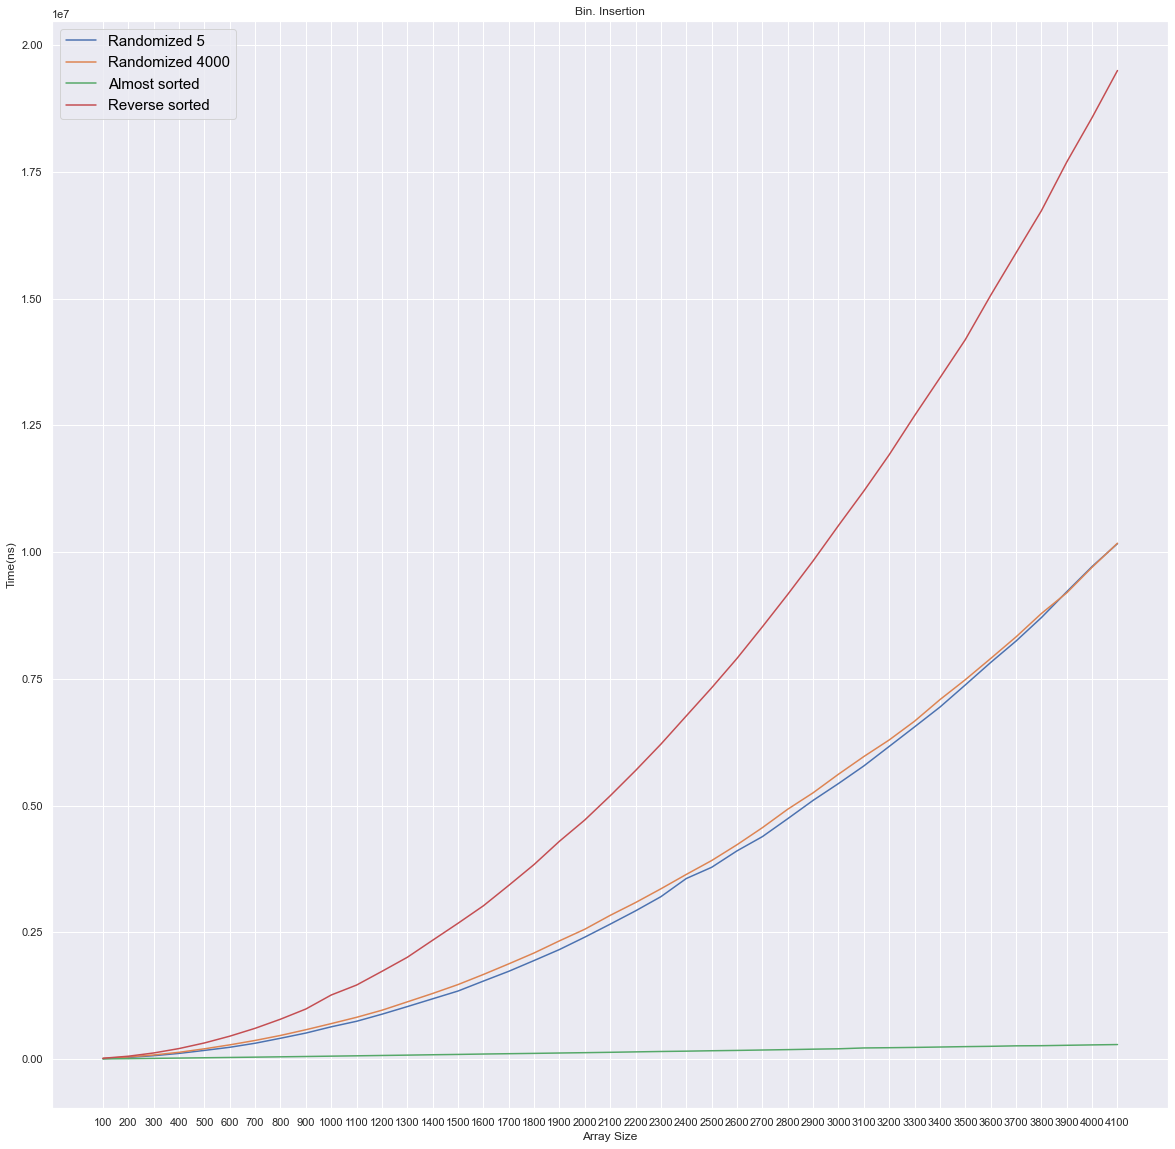 Bin. Insertion
1e7
Randomized 5
Randomized 4000
Almost sorted
Reverse sorted
2.00
1.75
1.50
1.25
1.00
0.75
0.50
0.25
0.00
Time(ns)
100 200 300 400 500 600 700 800 900 1000 1100 1200 1300 1400 1500 1600 1700 1800 1900 2000 2100 2200 2300 2400 2500 2600 2700 2800 2900 3000 3100 3200 3300 3400 3500 3600 3700 3800 3900 4000 4100
Array Size